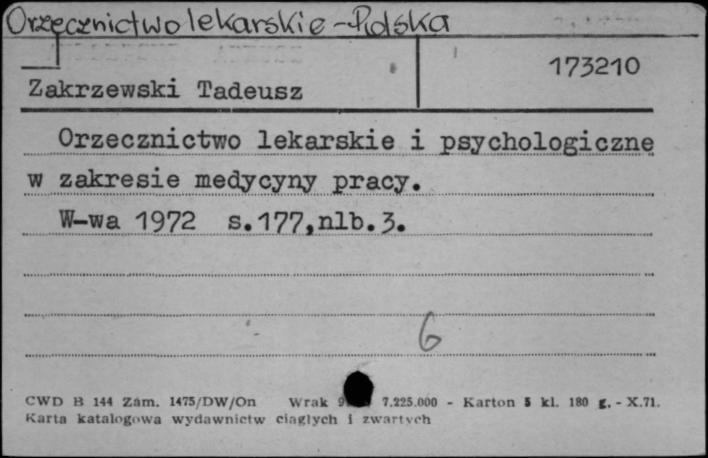 Orzecznictwo lekarskie – Polska
173210
Zakrzewski Tadeusz
Orzecznictwo lekarskie i psychologiczne
w zakresie medycyny pracy.
W-wa 1972 s.177,nlb.3.
6
CWD B 144 Zam. 1475/DW/On Wrak 7.225.000 - Karton 5 kl. 180 g. - X.71.
Karta katalogowa wydawnictw ciągłych i zwartych